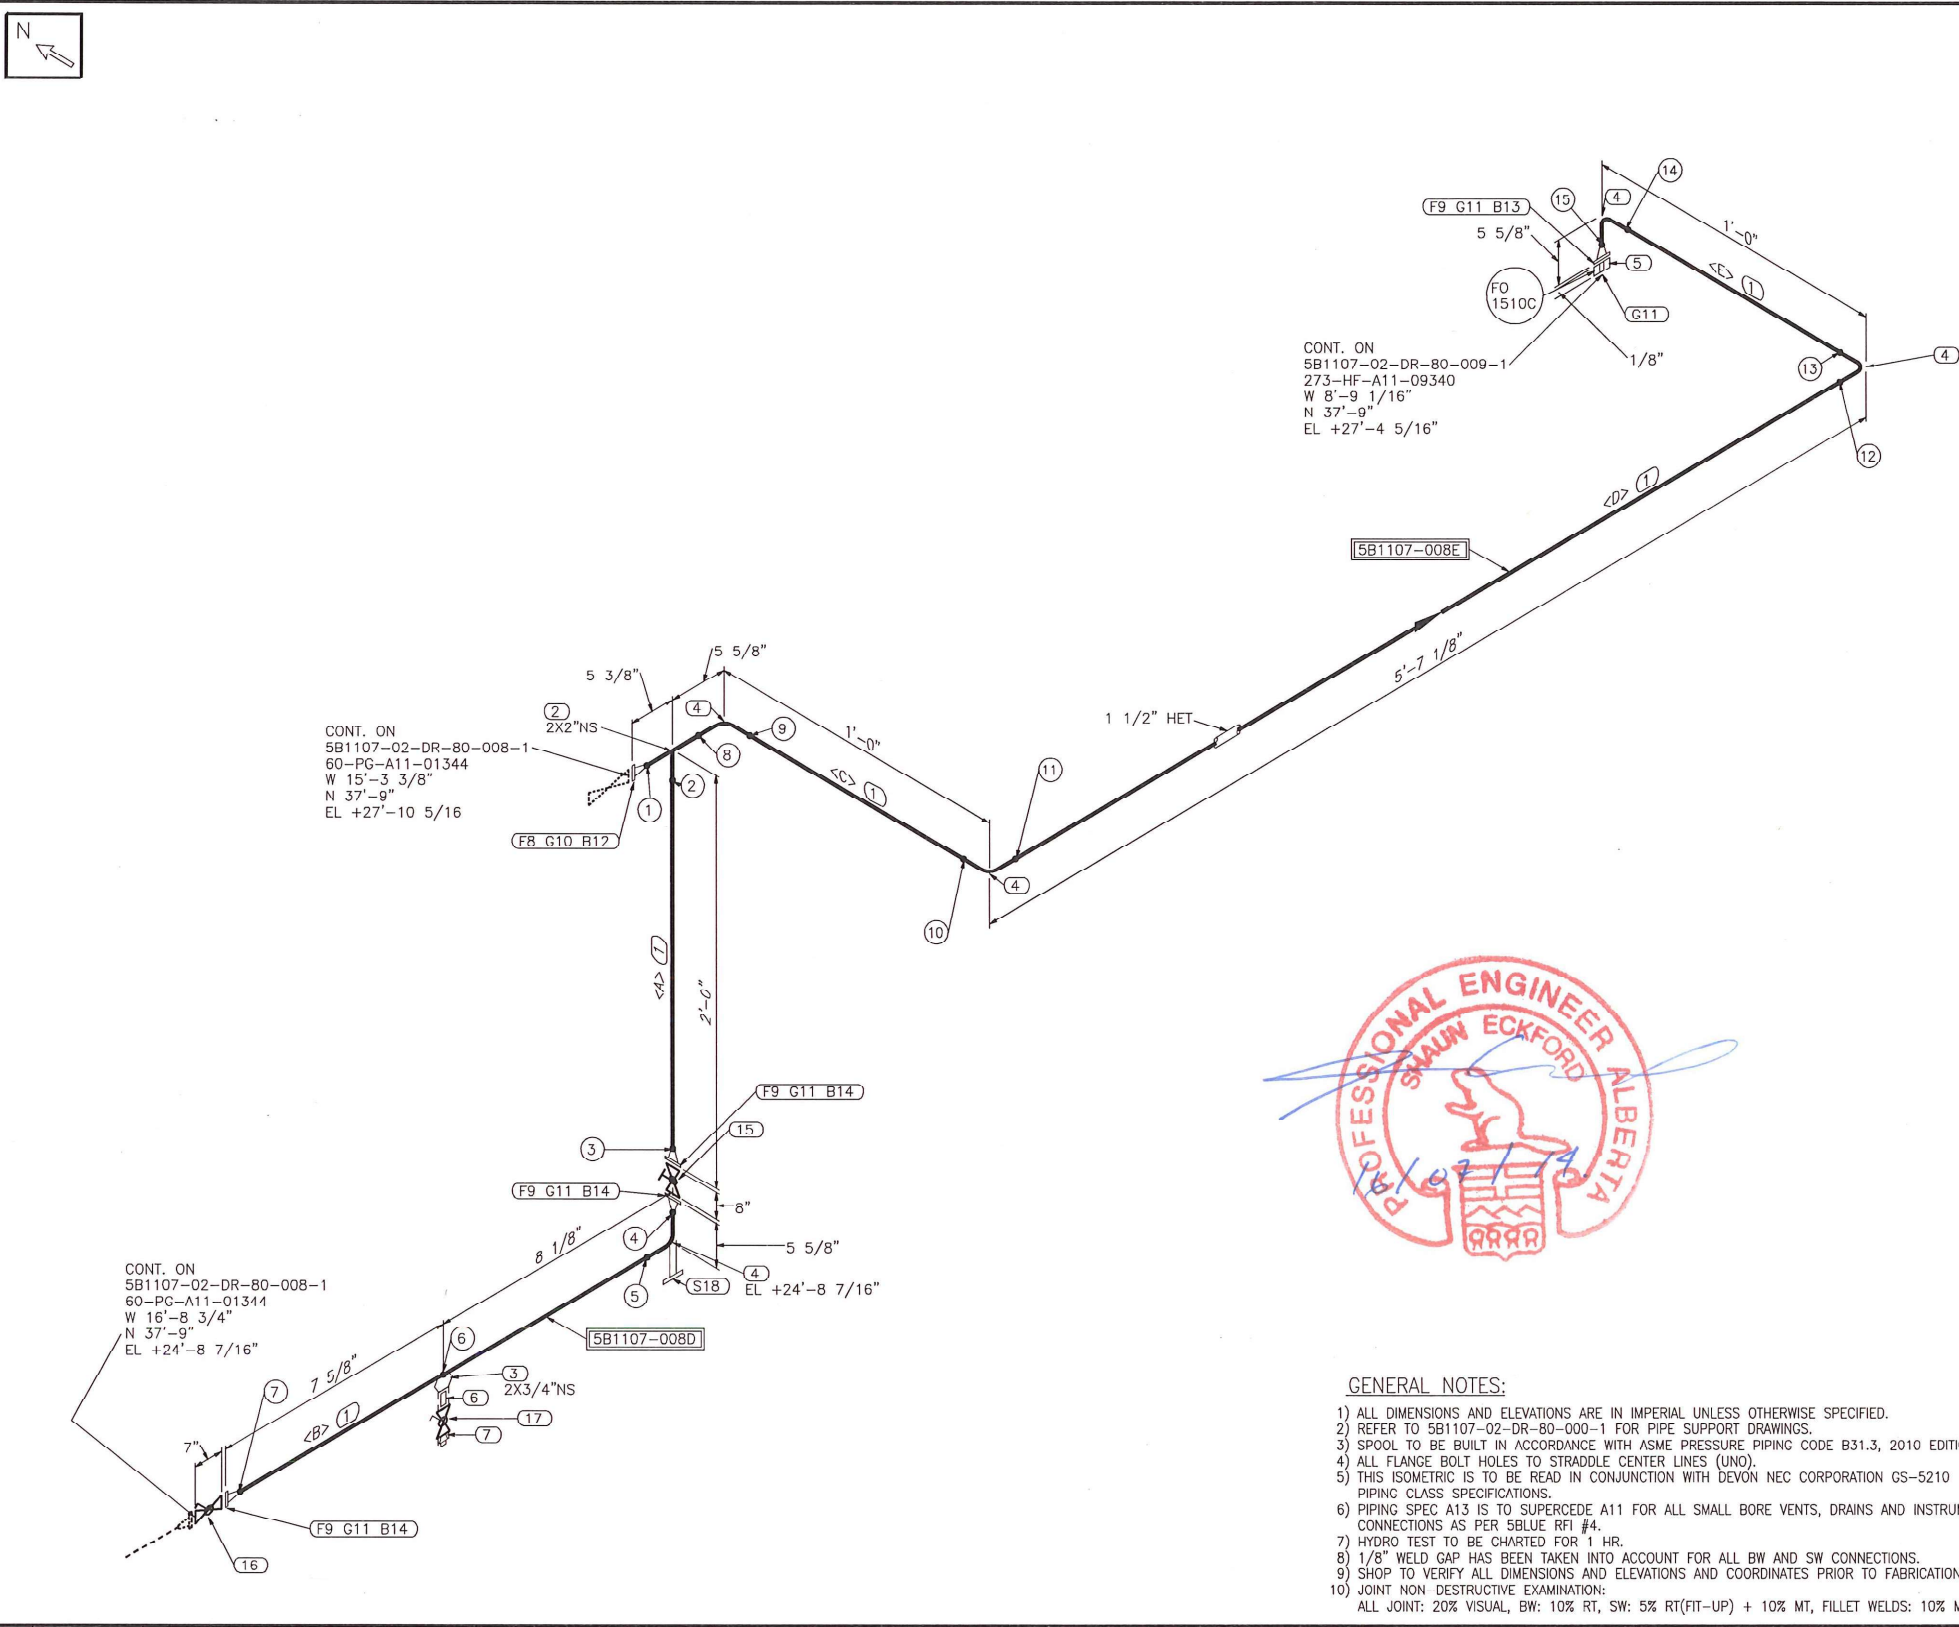 N
14
15
4
F9 G11 B13
5 5/8"
1'-0"
<E> 1
5
FO
1510C
G11
1/8"
CONT. ON
5B1107-02-DR-80-009-1
273-HF-A11-09340
W 8'-9 1/16"
N 37'-9"
EL +27'-4 5/16"
13
4
12
<D> 1
5B1107-008E
5'-7 1/8"
1 1/2" HET
5 5/8"
5 3/8"
2
2X2"NS
4
9
8
1'-0"
<C> 1
CONT. ON
5B1107-02-DR-80-008-1
60-PG-A11-01344
W 15'-3 3/8"
N 37'-9"
EL +27'-10 5/16
2
1
F8 G10 B12
11
4
10
<A> 1
2'-0"
F9 G11 B14
15
3
F9 G11 B14
8"
4
5 5/8"
8 1/8"
4
EL +24'-8 7/16"
S18
5
5B1107-008D
CONT. ON
5B1107-02-DR-80-008-1
60-PG-A11-01344
W 16'-8 3/4"
N 37'-9"
EL +24'-8 7/16"
6
3
2X3/4"NS
6
17
7
7 5/8"
7
<B> 1
7"
F9 G11 B14
16
PROFESSIONAL ENGINEER ALBERTA
SHAUN ECKFORD
16/07/14
GENERAL NOTES:
1) ALL DIMENSIONS AND ELEVATIONS ARE IN IMPERIAL UNLESS OTHERWISE SPECIFIED.
2) REFER TO 5B1107-02-DR-80-000-1 FOR PIPE SUPPORT DRAWINGS.
3) SPOOL TO BE BUILT IN ACCORDANCE WITH ASME PRESSURE PIPING CODE B31.3, 2010 EDITI
4) ALL FLANGE BOLT HOLES TO STRADDLE CENTER LINES (UNO).
5) THIS ISOMETRIC IS TO BE READ IN CONJUNCTION WITH DEVON NEC CORPORATION GS-5210
PIPING CLASS SPECIFICATIONS.
6) PIPING SPEC A13 IS TO SUPERCEDE A11 FOR ALL SMALL BORE VENTS, DRAINS AND INSTRU
CONNECTIONS AS PER 5BLUE RFI #4.
7) HYDRO TEST TO BE CHARTED FOR 1 HR.
8) 1/8" WELD GAP HAS BEEN TAKEN INTO ACCOUNT FOR ALL BW AND SW CONNECTIONS.
9) SHOP TO VERIFY ALL DIMENSIONS AND ELEVATIONS AND COORDINATES PRIOR TO FABRICATION
10) JOINT NON DESTRUCTIVE EXAMINATION:
ALL JOINT: 20% VISUAL, BW: 10% RT, SW: 5% RT(FIT-UP) + 10% MT, FILLET WELDS: 10% M